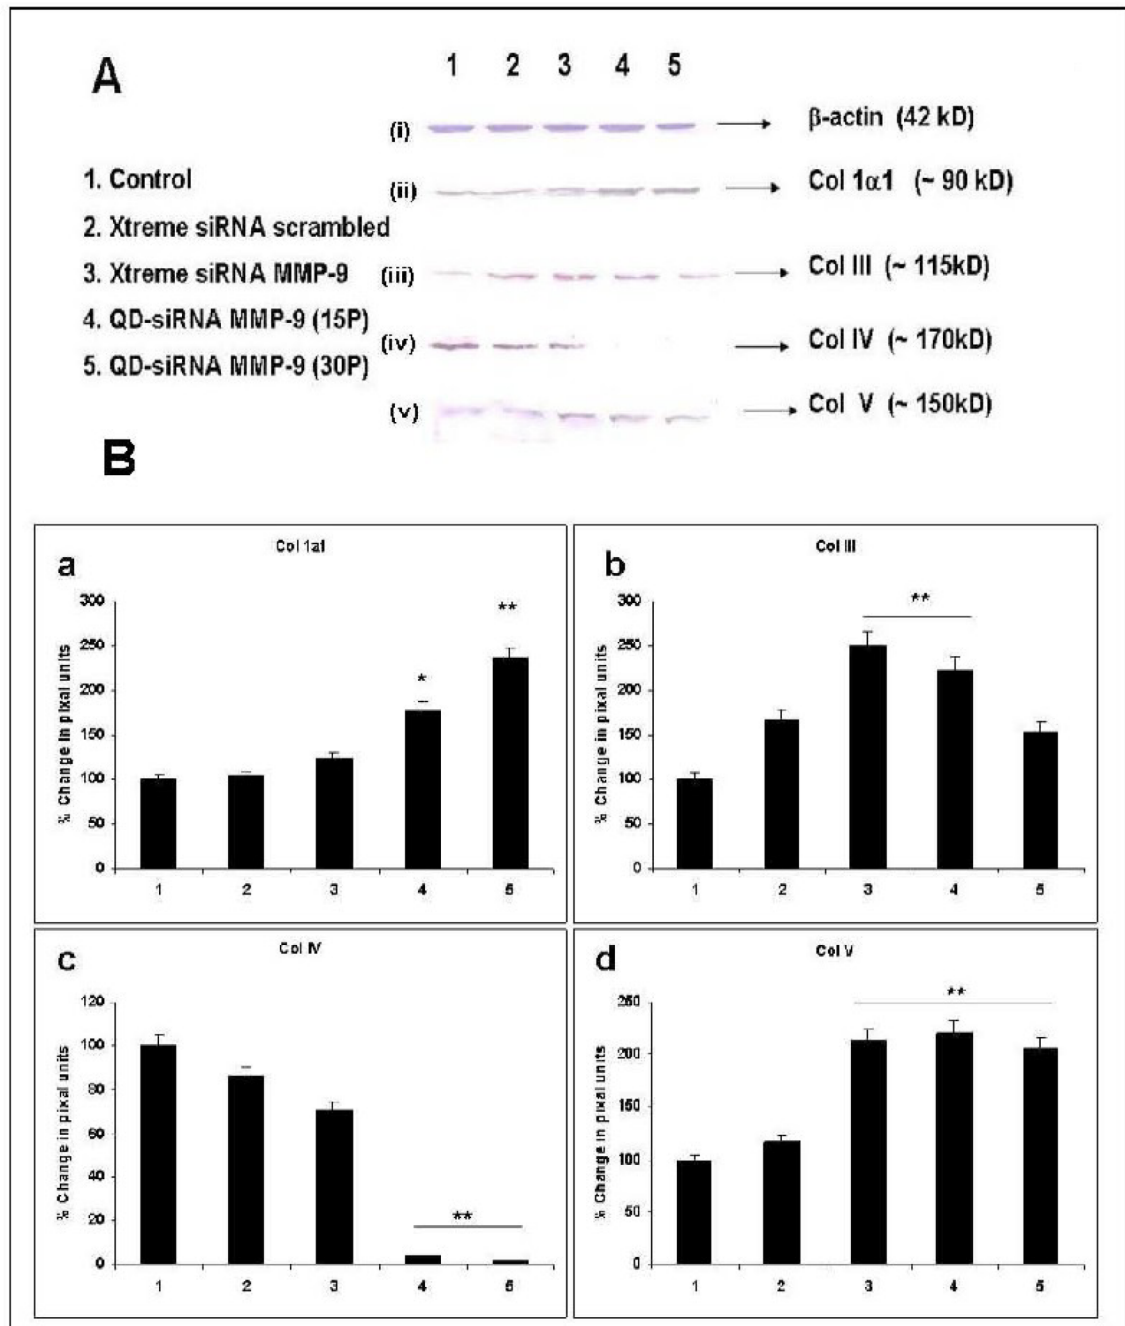 A
1 2 3 4 5
(i) β-actin (42 kD)
1. Control
(ii) Col 1α1 (~ 90 kD)
2. Xtreme siRNA scrambled
3. Xtreme siRNA MMP-9
(iii) Col III (~ 115kD)
4. QD-siRNA MMP-9 (15P)
(iv) Col IV (~ 170kD)
5. QD-siRNA MMP-9 (30P)
(v) Col V (~ 150kD)
B
a
Col 1a1
% Change in pixal units
300
250
200
150
100
50
0
*
**
1 2 3 4 5
b
Col III
% Change in pixal units
300
250
200
150
100
50
0
**
1 2 3 4 5
c
Col IV
% Change in pixal units
120
100
80
60
40
20
0
**
1 2 3 4 5
d
Col V
% Change in pixal units
250
200
150
100
50
0
**
1 2 3 4 5